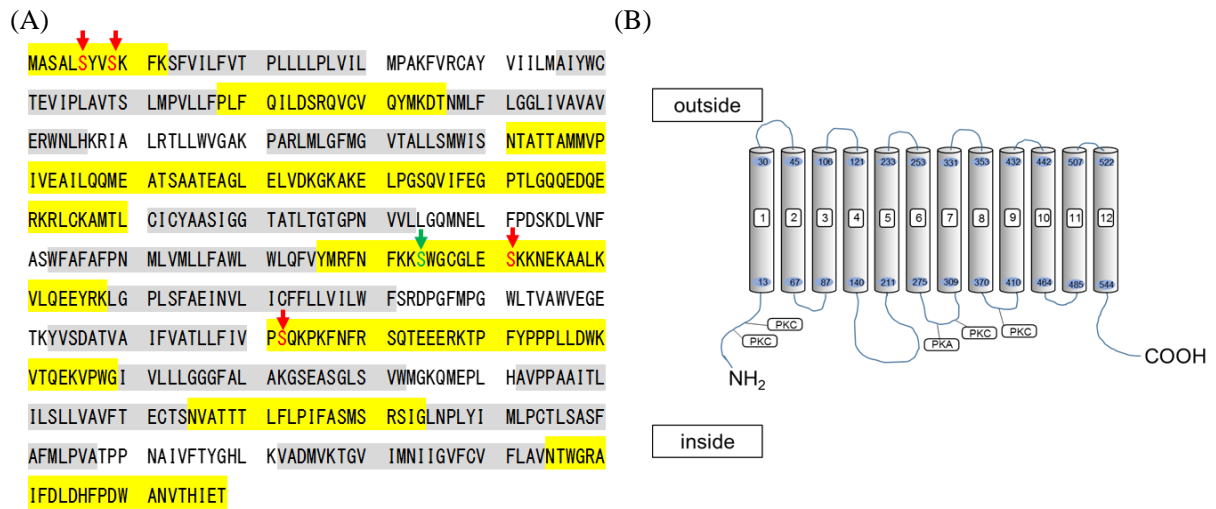 (A)
MASALSYVSK FKSFVILFVT PLLLLPLVIL MPAKFVRCAY VIILMAIYWC
TEVIPLAVTS LMPVLLFPLF QILDSRQVCV QYMKDTNMLF LGGLIVAVAV
ERWNLHKRIA LRTLLWVGAK PARLMLGFMG VTALLSMWIS NTATTAMMVP
IVEAILQQME ATSAATEAGL ELVDKGKAKE LPGSQVIFEG PTLGQQEDQE
RKRLCKAMTL CICYAASIGG TATLTGTGPN VVLLGQMNEL FPDSKDLVNF
ASWFAFAFPN MLVMLLFAWL WLQFVYMRFN FKKSWGCGLE SKKNEKAALK
VLQEEYRKLG PLSFAEINVL ICFFLLVILW FSRDPGFMPG WLTVAWVEGE
TKYVSDATVA IFVATLLFIV PSQKPKFNFR SQTEEERKTP FYPPPLLDWK
VTQEKVPWGI VLLLGGGFAL AKGSEASGLS VWMGKQMEPL HAVPPAAITL
ILSLLVAVFT ECTSNVATTT LFLPIFASMS RSIGLNPLYI MLPCTLSASF
AFMLPVATPP NAIVFTYGHL KVADMVKTGV IMNIIGVFCV FLAVNTWGRA
IFDLDHFPDW ANVTHIET
(B)
outside
30 45 106 121 233 253 331 353 432 442 507 522
1 2 3 4 5 6 7 8 9 10 11 12
13 67 87 140 211 275 309 370 410 464 485 544
PKC PKC PKA PKC PKC
NH2
COOH
inside